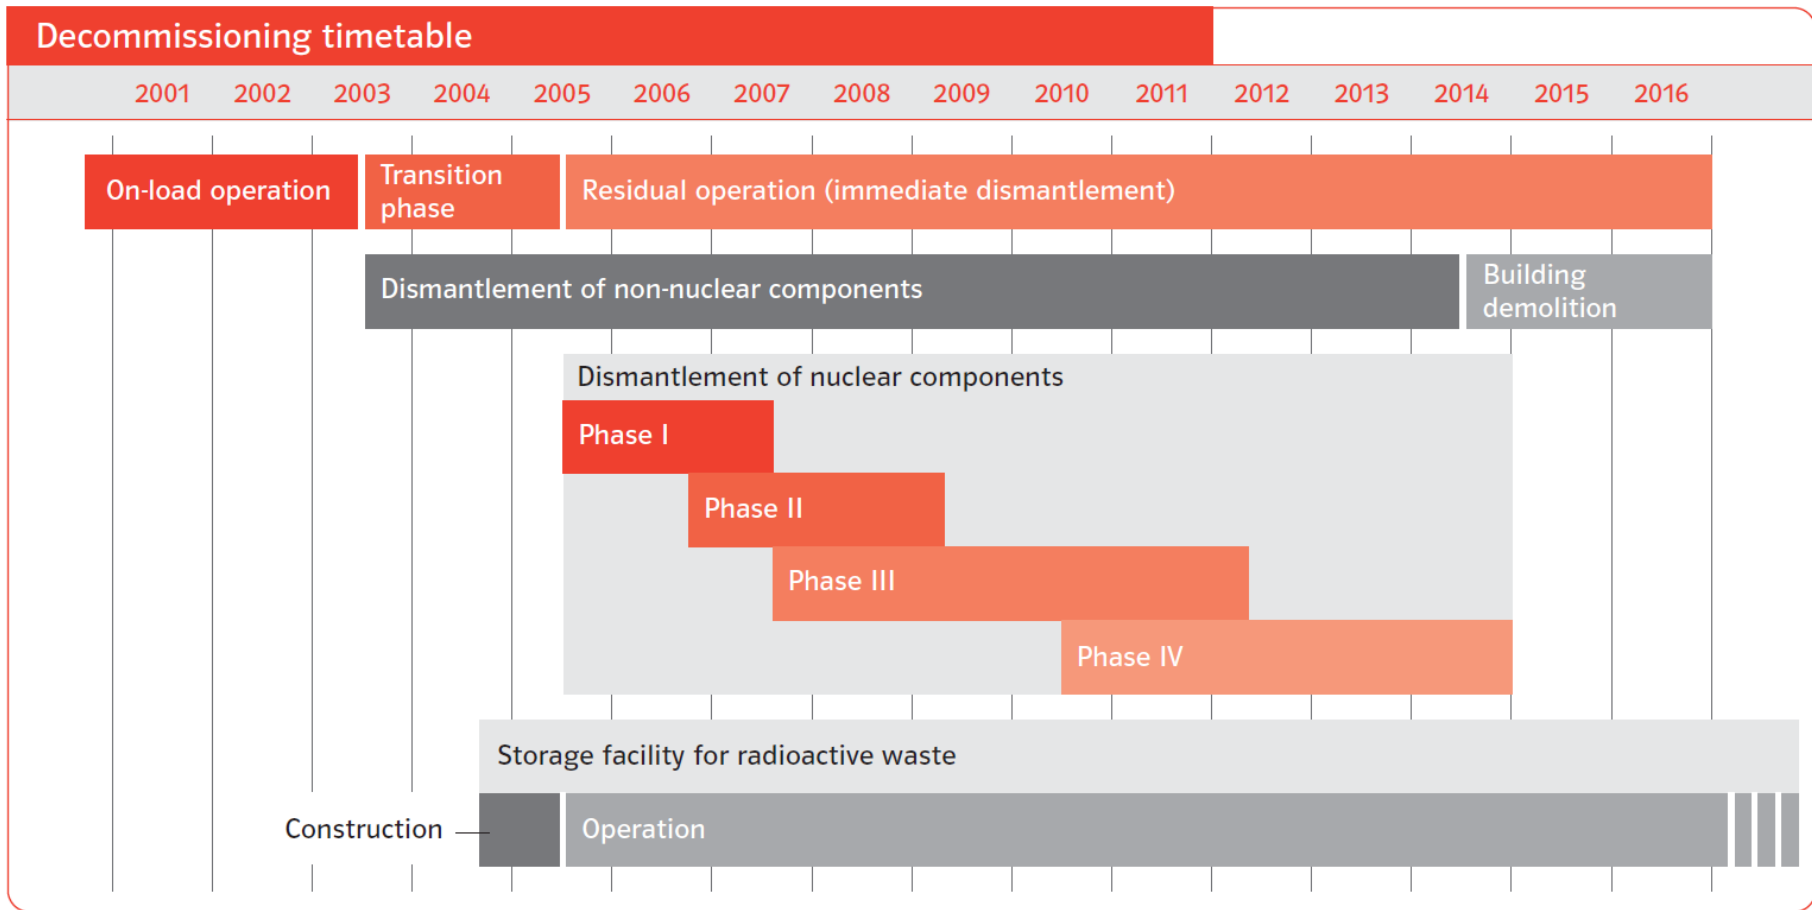 Decommissioning timetable
2001 2002 2003 2004 2005 2006 2007 2008 2009 2010 2011 2012 2013 2014 2015 2016
On-load operation
Transition
phase
Residual operation (immediate dismantlement)
Dismantlement of non-nuclear components
Building
demolition
Dismantlement of nuclear components
Phase I
Phase II
Phase III
Phase IV
Storage facility for radioactive waste
Construction
Operation